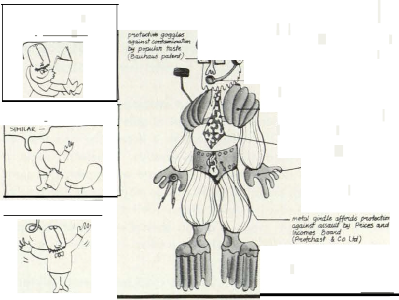 protective goggles
against contamination
by popular taste
(Bauhaus patent)
SIMILAR —
metal girdle affords protection
against assault by Prices and
Incomes Board
(Protchast & Co Ltd)